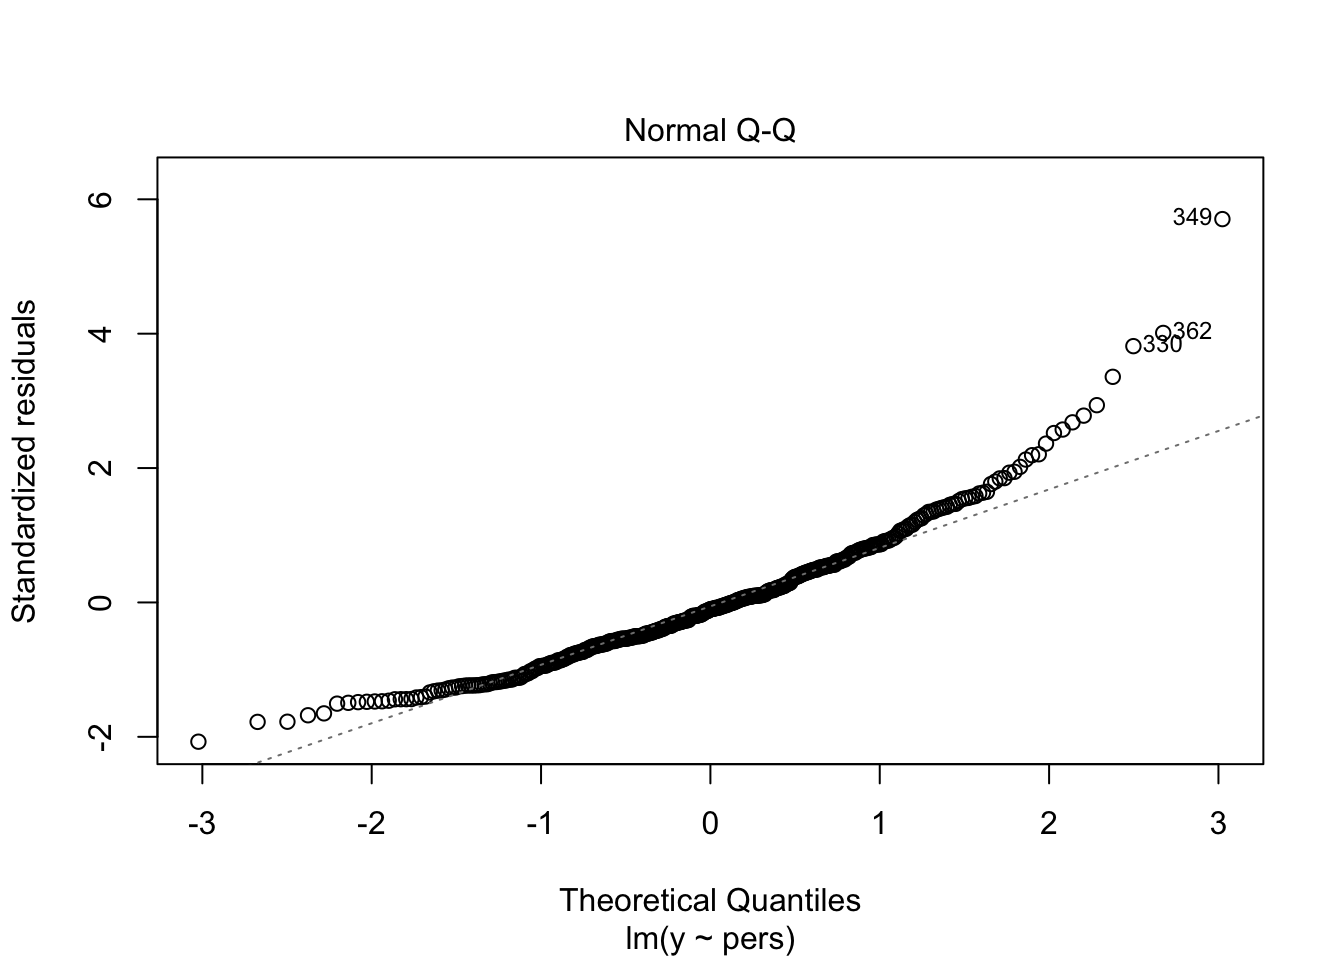 Normal Q-Q
Standardized residuals
6
4
2
0
-2
349
362
330
-3 -2 -1 0 1 2 3
Theoretical Quantiles
lm(y ~ pers)